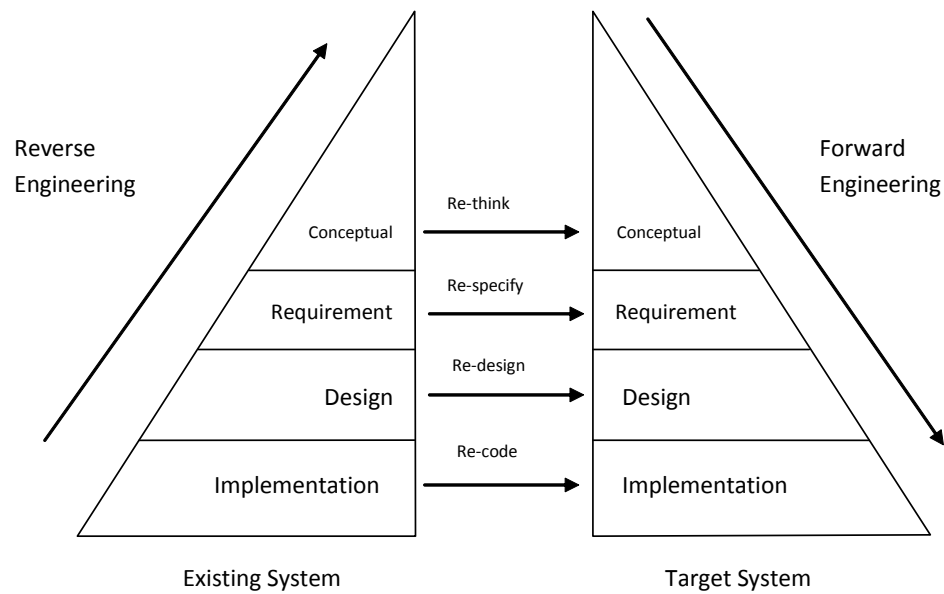 Reverse
Engineering
Forward
Engineering
Re-think
Conceptual
Conceptual
Re-specify
Requirement
Requirement
Re-design
Design
Design
Re-code
Implementation
Implementation
Existing System
Target System